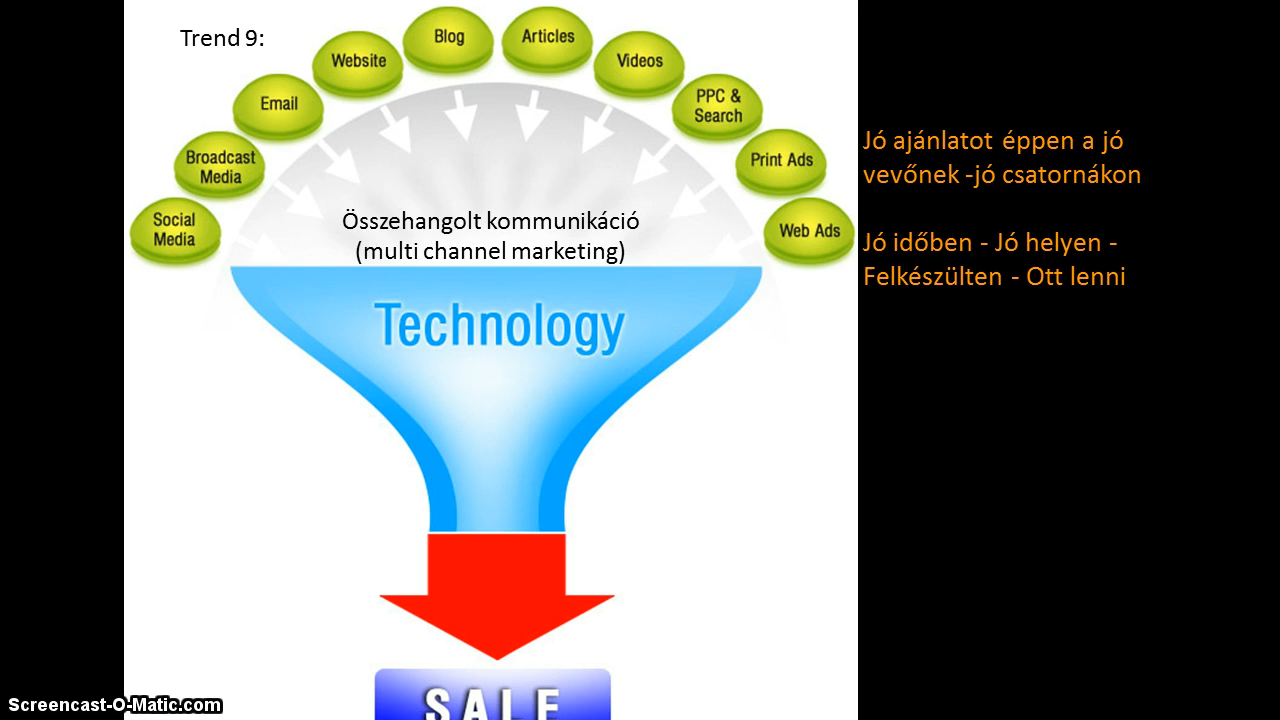 Trend 9:
Blog
Articles
Website
Videos
Email
PPC &
Search
Broadcast
Media
Print Ads
Social
Media
Web Ads
Összehangolt kommunikáció
(multi channel marketing)
Technology
SALE
Jó ajánlatot éppen a jó
vevőnek -jó csatornákon
Jó időben - Jó helyen -
Felkészülten - Ott lenni
Screencast-O-Matic.com